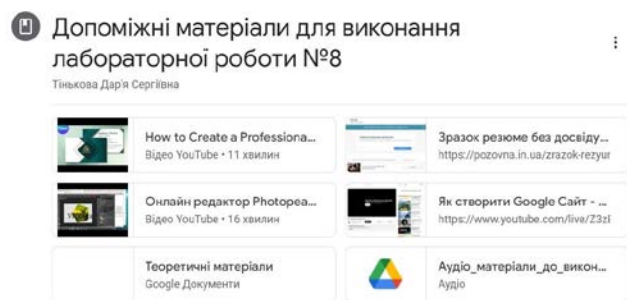 Допоміжні матеріали для виконання
лабораторної роботи №8
Тінькова Дар'я Сергіївна
How to Create a Professiona...
Відео YouTube • 11 хвилин
Зразок резюме без досвіду...
https://pozovna.in.ua/zrazok-rezyur
Онлайн редактор Photopea...
Відео YouTube • 16 хвилин
Як створити Google Сайт - ...
https://www.youtube.com/live/Z3zE
Теоретичні матеріали
Google Документи
Аудіо_матеріали_до_викон...
Аудіо